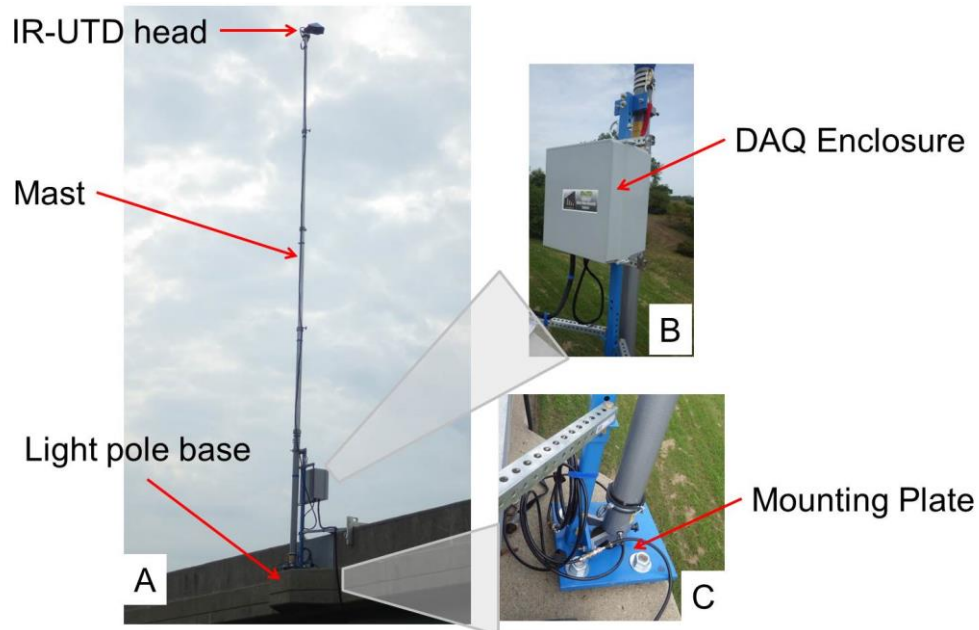 IR-UTD head
Mast
Light pole base
A
DAQ Enclosure
B
Mounting Plate
C